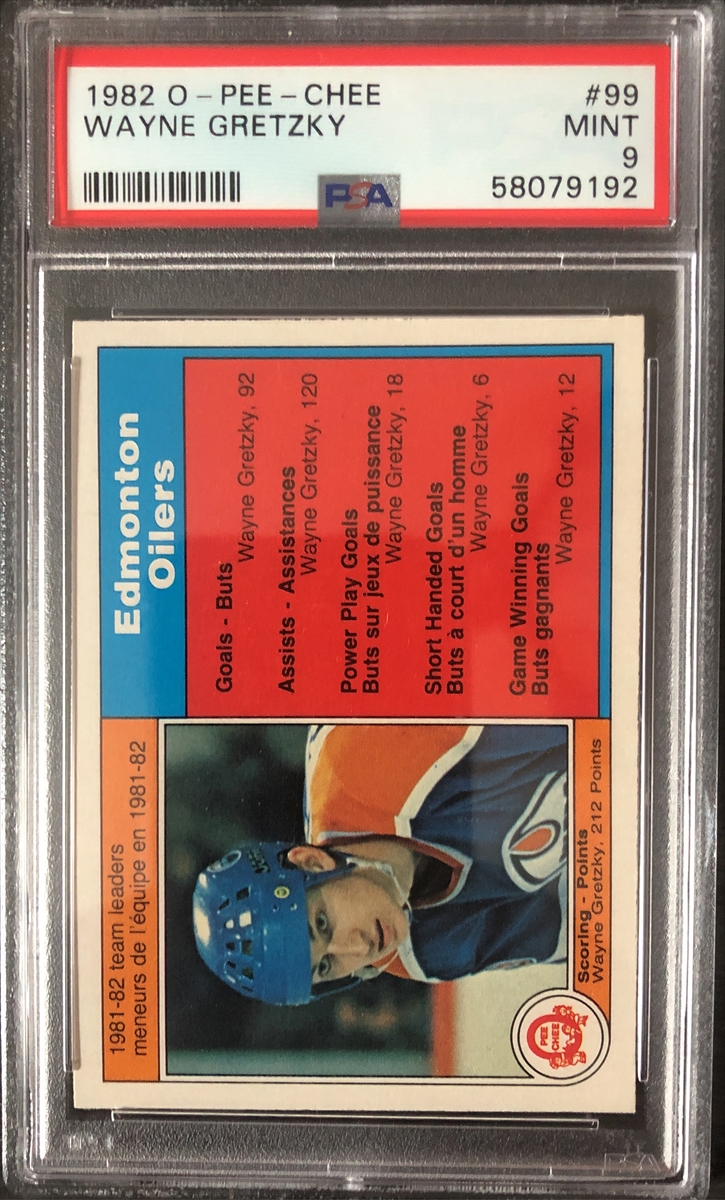 1982 O-PEE-CHEE #99
WAYNE GRETZKY MINT
9
PSA 58079192
1981-82 team leaders
meneurs de l'équipe en 1981-82
Edmonton
Oilers
Goals - Buts
Wayne Gretzky, 92
Assists - Assistances
Wayne Gretzky, 120
Power Play Goals
Buts sur jeux de puissance
Wayne Gretzky, 18
Short Handed Goals
Buts à court d'un homme
Wayne Gretzky, 6
Game Winning Goals
Buts gagnants
Wayne Gretzky, 12
O
PEE
CHEE
Scoring - Points
Wayne Gretzky, 212 Points
PSA